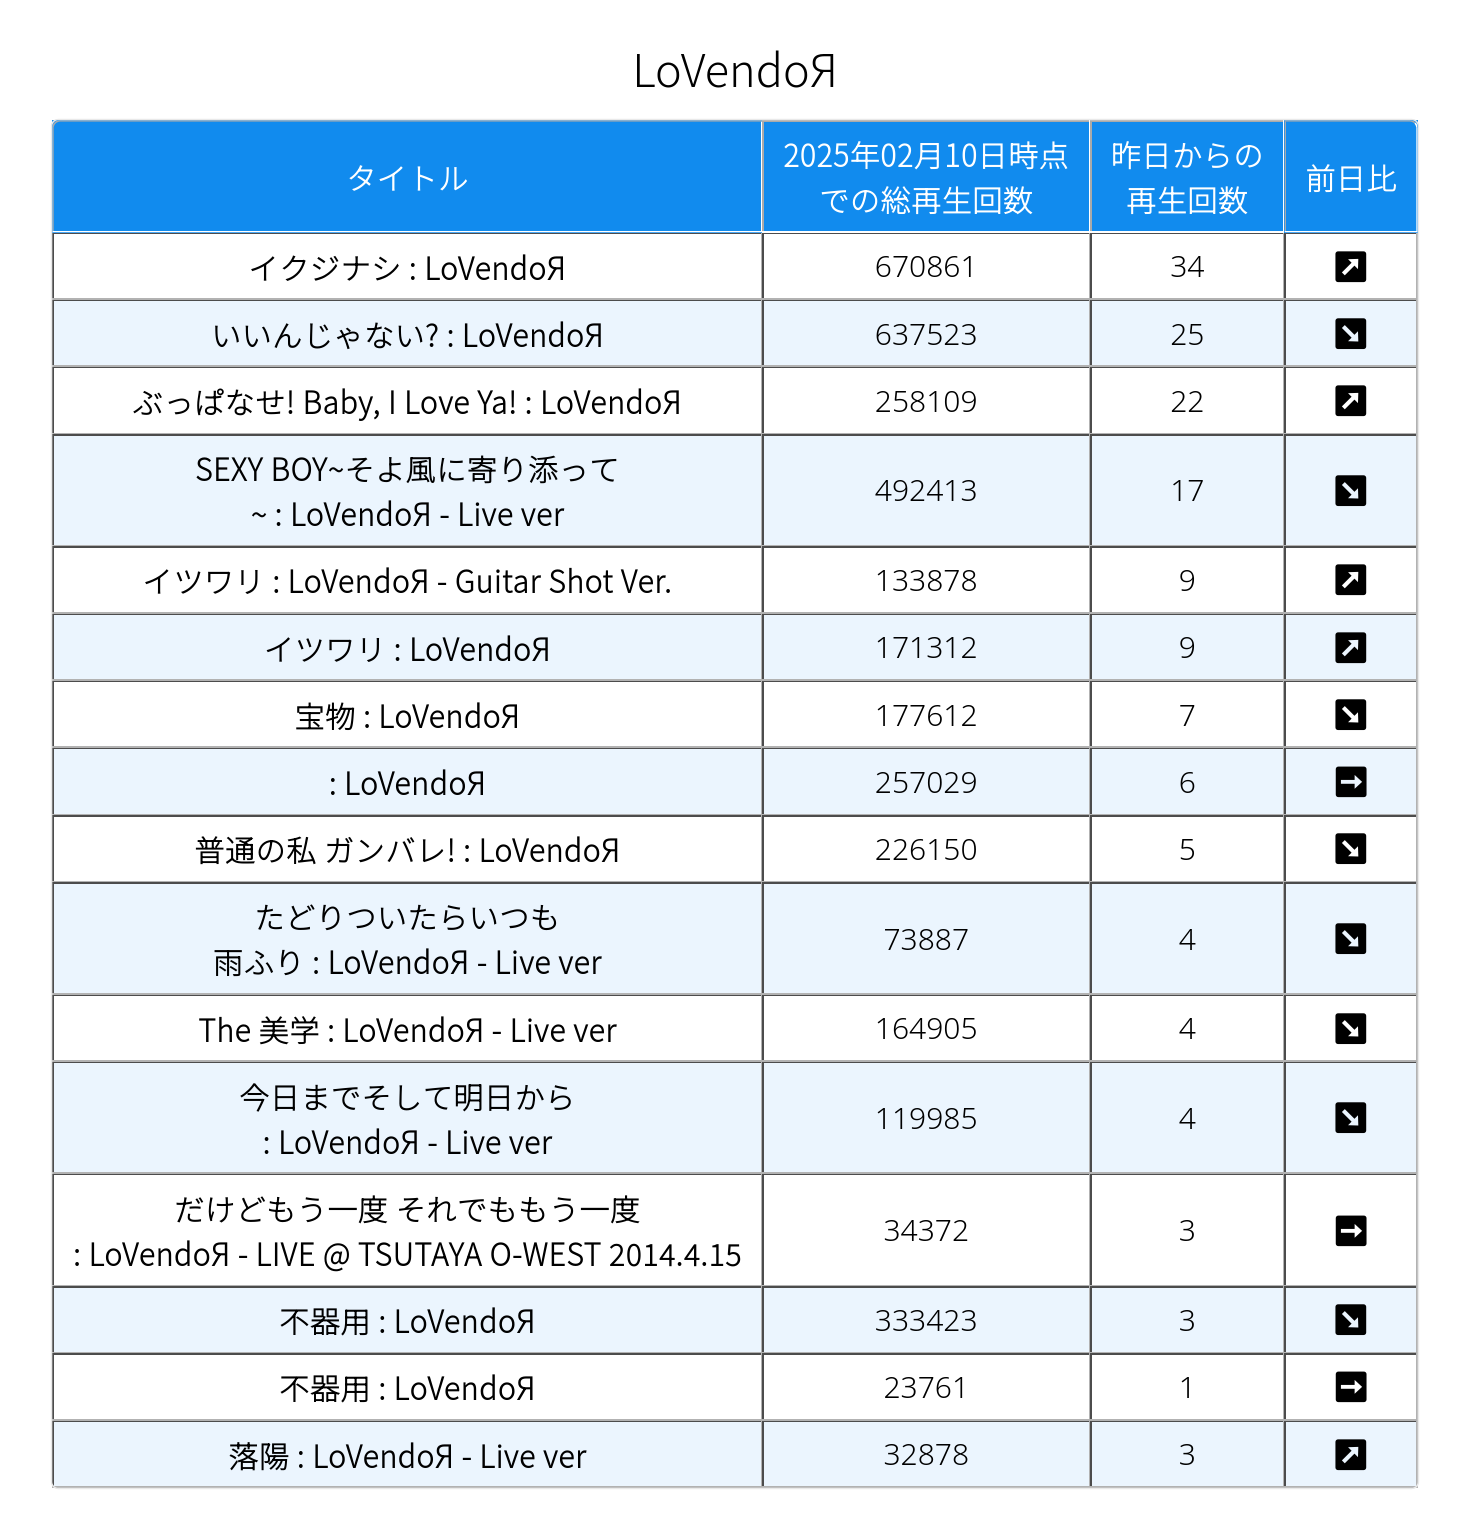 LoVendoЯ
タイトル
2025年02月10日時点
での総再生回数
昨日からの
再生回数
前日比
イクジナシ : LoVendoЯ 670861 34
いいんじゃない? : LoVendoЯ 637523 25
ぶっぱなせ! Baby, I Love Ya! : LoVendoЯ 258109 22
SEXY BOY~そよ風に寄り添って
~ : LoVendoЯ - Live ver 492413 17
イツワリ : LoVendoЯ - Guitar Shot Ver. 133878 9
イツワリ : LoVendoЯ 171312 9
宝物 : LoVendoЯ 177612 7
: LoVendoЯ 257029 6
普通の私 ガンバレ! : LoVendoЯ 226150 5
たどりついたらいつも
雨ふり : LoVendoЯ - Live ver 73887 4
The 美学 : LoVendoЯ - Live ver 164905 4
今日までそして明日から
: LoVendoЯ - Live ver 119985 4
だけどもう一度 それでももう一度
: LoVendoЯ - LIVE @ TSUTAYA O-WEST 2014.4.15 34372 3
不器用 : LoVendoЯ 333423 3
不器用 : LoVendoЯ 23761 1
落陽 : LoVendoЯ - Live ver 32878 3